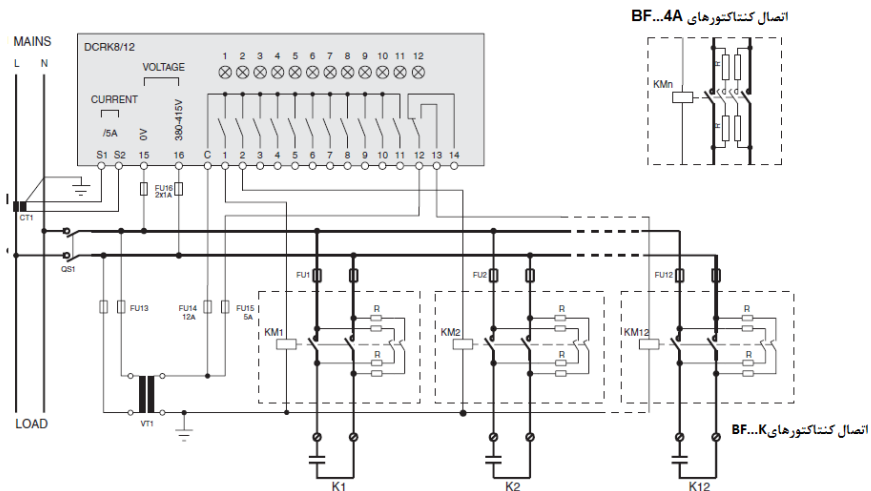 اتصال کنتاکتورهای BF...4A
MAINS
L N
DCRK8/12
1 2 3 4 5 6 7 8 9 10 11 12
VOLTAGE
CURRENT
/5A
0V
380-415V
S1 S2 15 16 C 1 2 3 4 5 6 7 8 9 10 11 12 13 14
KMn
R
R
FU16
2x1A
CT1
QS1
FU1
FU2
FU12
FU13
FU14
12A
FU15
5A
KM1
R
R
KM2
R
R
KM12
R
R
LOAD
VT1
اتصال کنتاکتورهای BF...K
K1
K2
K12